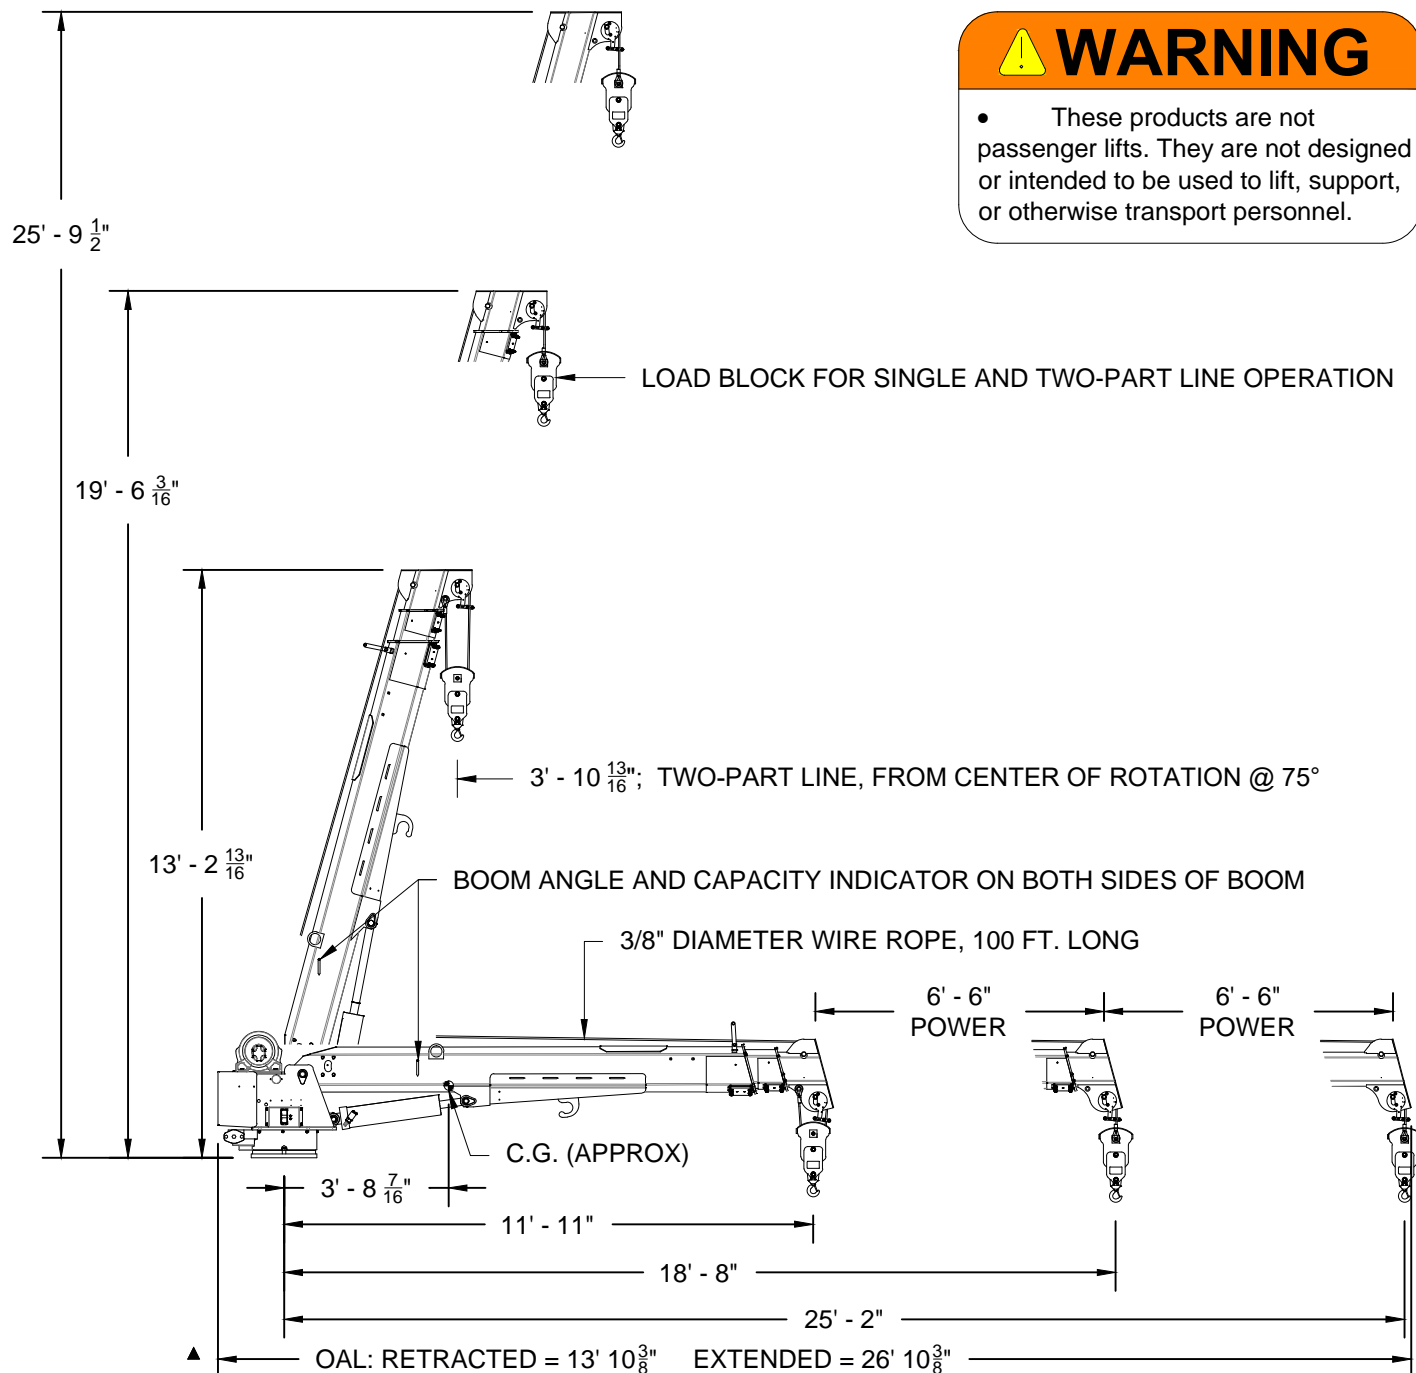 WARNING
• These products are not
passenger lifts. They are not designed
or intended to be used to lift, support,
or otherwise transport personnel.
25' - 9 1/2"
LOAD BLOCK FOR SINGLE AND TWO-PART LINE OPERATION
19' - 6 3/16"
3' - 10 13/16"; TWO-PART LINE, FROM CENTER OF ROTATION @ 75°
13' - 2 13/16"
BOOM ANGLE AND CAPACITY INDICATOR ON BOTH SIDES OF BOOM
3/8" DIAMETER WIRE ROPE, 100 FT. LONG
6' - 6"
POWER
6' - 6"
POWER
C.G. (APPROX)
3' - 8 7/16"
11' - 11"
18' - 8"
25' - 2"
OAL: RETRACTED = 13' 10 3/8" EXTENDED = 26' 10 3/8"